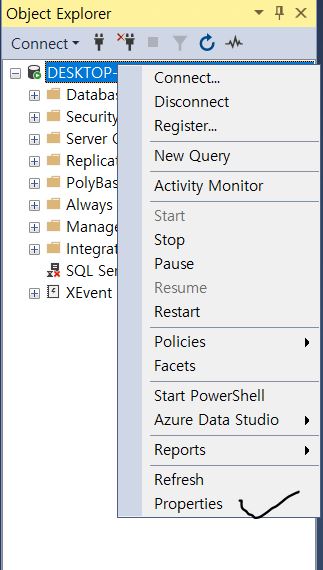 Object Explorer
Connect
DESKTOP-
Databas
Security
Server O
Replicat
PolyBas
Always
Manage
Integrat
SQL Ser
XEvent
Connect...
Disconnect
Register...
New Query
Activity Monitor
Start
Stop
Pause
Resume
Restart
Policies
Facets
Start PowerShell
Azure Data Studio
Reports
Refresh
Properties